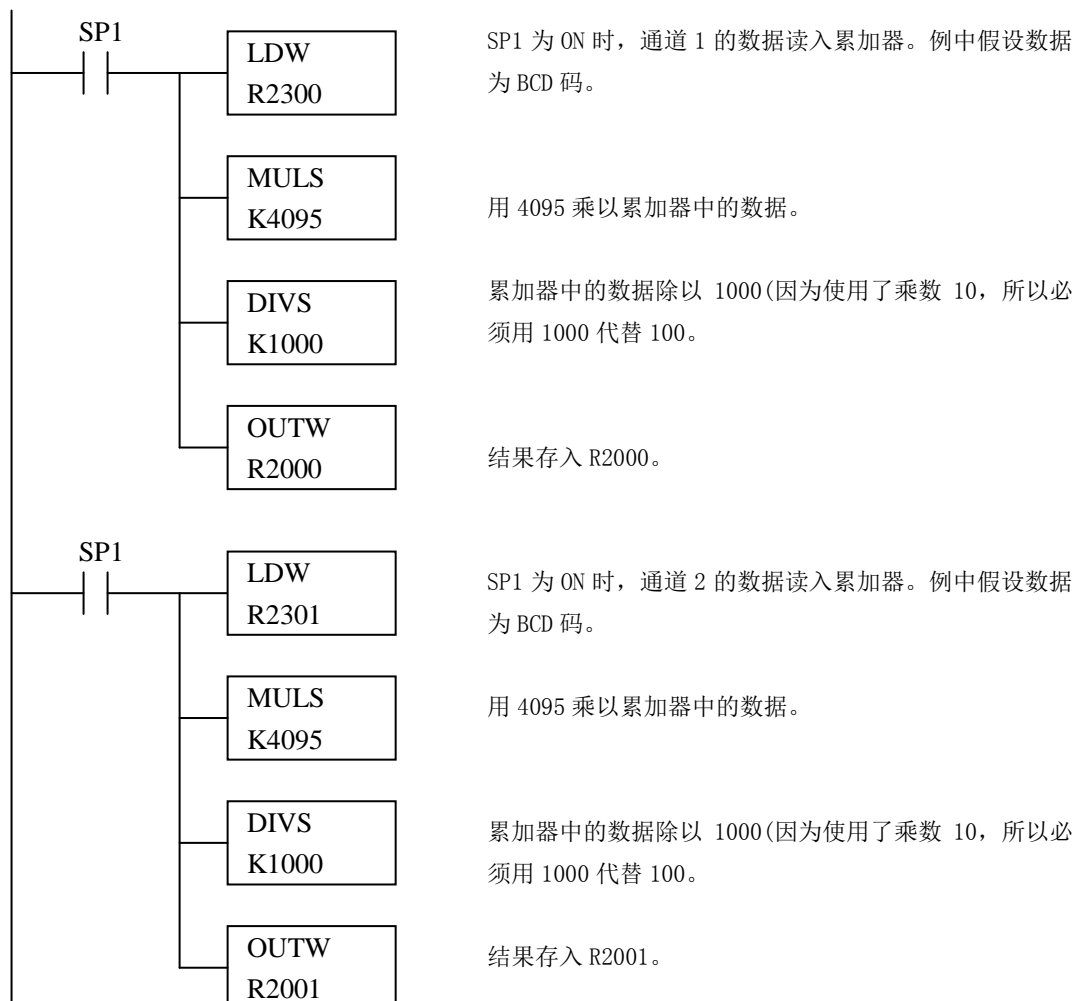 SP1
LDW
R2300
SP1 为 ON 时，通道 1 的数据读入累加器。例中假设数据
为 BCD 码。
MULS
K4095
用 4095 乘以累加器中的数据。
DIVS
K1000
累加器中的数据除以 1000(因为使用了乘数 10，所以必
须用 1000 代替 100。
OUTW
R2000
结果存入 R2000。
SP1
LDW
R2301
SP1 为 ON 时，通道 2 的数据读入累加器。例中假设数据
为 BCD 码。
MULS
K4095
用 4095 乘以累加器中的数据。
DIVS
K1000
累加器中的数据除以 1000(因为使用了乘数 10，所以必
须用 1000 代替 100。
OUTW
R2001
结果存入 R2001。